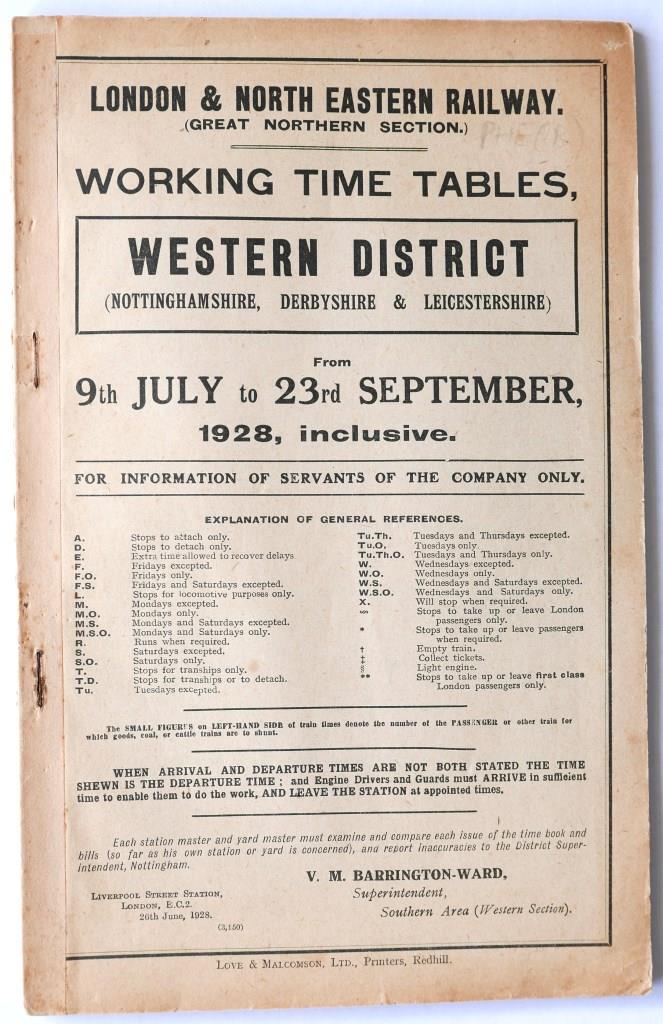 LONDON & NORTH EASTERN RAILWAY.
(GREAT NORTHERN SECTION.)
WORKING TIME TABLES,
WESTERN DISTRICT
(NOTTINGHAMSHIRE, DERBYSHIRE & LEICESTERSHIRE)
From
9th JULY to 23rd SEPTEMBER,
1928, inclusive.
FOR INFORMATION OF SERVANTS OF THE COMPANY ONLY.
EXPLANATION OF GENERAL REFERENCES.
A. Stops to attach only.
D. Stops to detach only.
E. Extra time allowed to recover delays
F. Fridays excepted.
F.O. Fridays only.
F.S. Fridays and Saturdays excepted.
L. Stops for locomotive purposes only.
M. Mondays excepted.
M.O. Mondays only.
M.S. Mondays and Saturdays excepted.
M.S.O. Mondays and Saturdays only.
R. Runs when required.
S. Saturdays excepted.
S.O. Saturdays only.
T. Stops for tranships only.
T.D. Stops for tranships or to detach.
Tu. Tuesdays excepted.
Tu.Th. Tuesdays and Thursdays excepted.
Tu.O. Tuesdays only
Tu.Th.O. Tuesdays and Thursdays only.
W. Wednesdays excepted.
W.O. Wednesdays only.
W.S. Wednesdays and Saturdays excepted.
W.S.O. Wednesdays and Saturdays only.
X. Will stop when required.
Stops to take up or leave London
passengers only.
* Stops to take up or leave passengers
when required.
† Empty train.
‡ Collect tickets.
§ Light engine.
** Stops to take up or leave first class
London passengers only.
The SMALL FIGURES on LEFT-HAND SIDE of train times denote the number of the PASSENGER or other train for
which goods, coal, or cattle trains are to shunt.
WHEN ARRIVAL AND DEPARTURE TIMES ARE NOT BOTH STATED THE TIME
SHEWN IS THE DEPARTURE TIME ; and Engine Drivers and Guards must ARRIVE in sufficient
time to enable them to do the work, AND LEAVE THE STATION at appointed times.
Each station master and yard master must examine and compare each issue of the time book and
bills (so far as his own station or yard is concerned), and report inaccuracies to the District Super-
intendent, Nottingham.
V. M. BARRINGTON-WARD,
Superintendent,
Southern Area (Western Section).
LIVERPOOL STREET STATION,
LONDON, E.C.2.
26th June, 1928.
(3,150)
LOVE & MALCOMSON, LTD., Printers, Redhill.